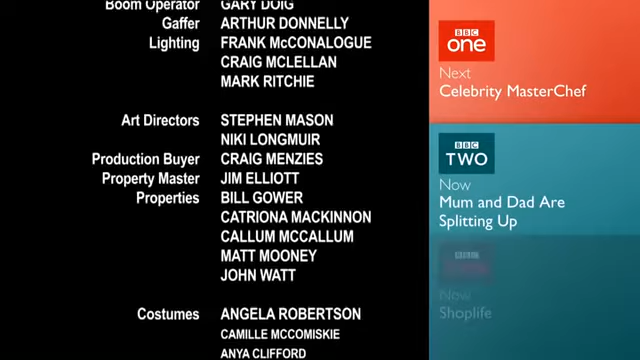 Boom Operator GARY DOIG
Gaffer ARTHUR DONNELLY
Lighting FRANK McCONALOGUE
CRAIG MCLELLAN
MARK RITCHIE
Art Directors STEPHEN MASON
NIKI LONGMUIR
Production Buyer CRAIG MENZIES
Property Master JIM ELLIOTT
Properties BILL GOWER
CATRIONA MACKINNON
CALLUM MCCALLUM
MATT MOONEY
JOHN WATT
Costumes ANGELA ROBERTSON
CAMILLE MCCOMISKIE
ANYA CLIFFORD
BBC
one
Next
Celebrity MasterChef
BBC
TWO
Now
Mum and Dad Are
Splitting Up
BBC
Now
Shoplife